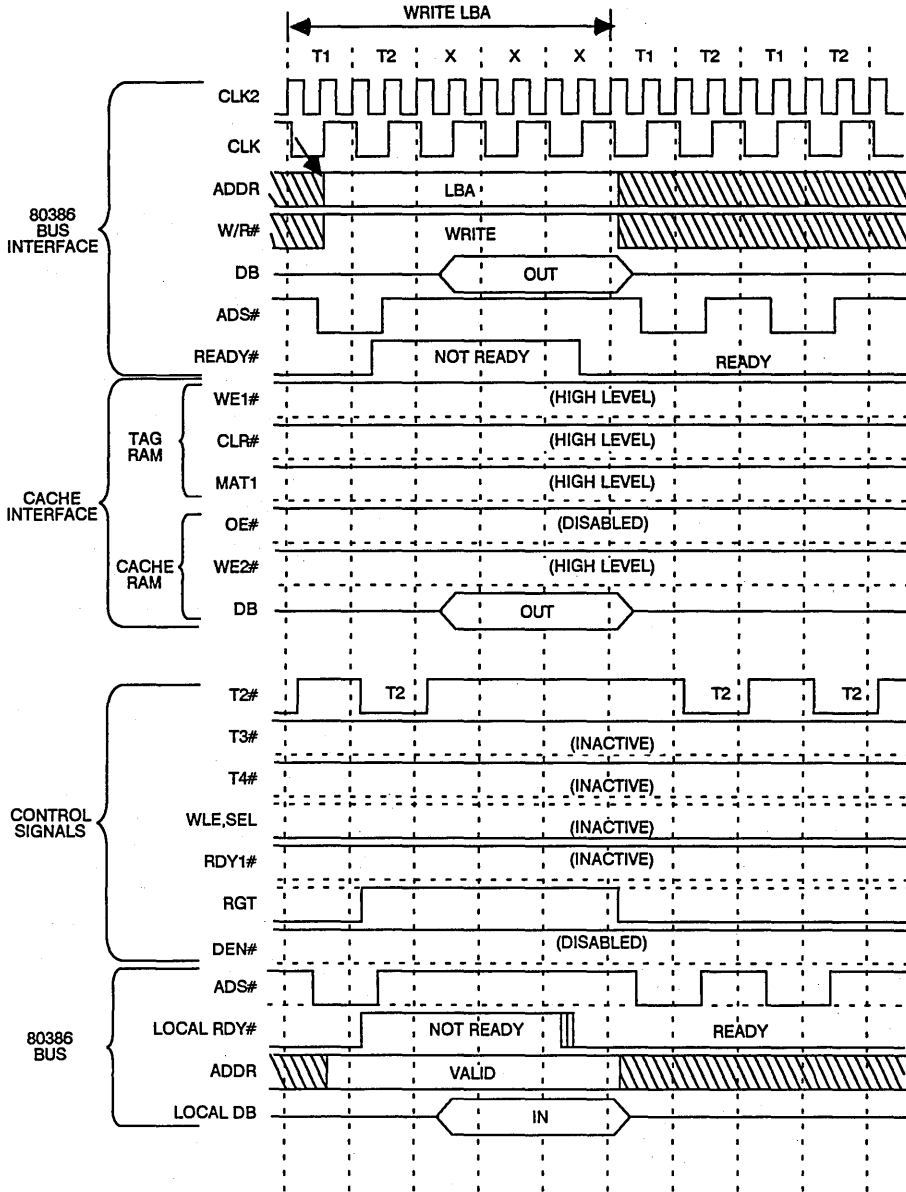 WRITE LBA
T1 T2 X X X T1 T2 T1 T2
80386
BUS
INTERFACE
CLK2
CLK
ADDR LBA
W/R# WRITE
DB OUT
ADS#
READY# NOT READY READY
CACHE
INTERFACE
TAG
RAM
WE1# (HIGH LEVEL)
CLR# (HIGH LEVEL)
MAT1 (HIGH LEVEL)
CACHE
RAM
OE# (DISABLED)
WE2# (HIGH LEVEL)
DB OUT
CONTROL
SIGNALS
T2# T2 T2 T2
T3# (INACTIVE)
T4# (INACTIVE)
WLE,SEL (INACTIVE)
RDY1# (INACTIVE)
RGT
DEN# (DISABLED)
80386
BUS
ADS#
LOCAL RDY# NOT READY READY
ADDR VALID
LOCAL DB IN